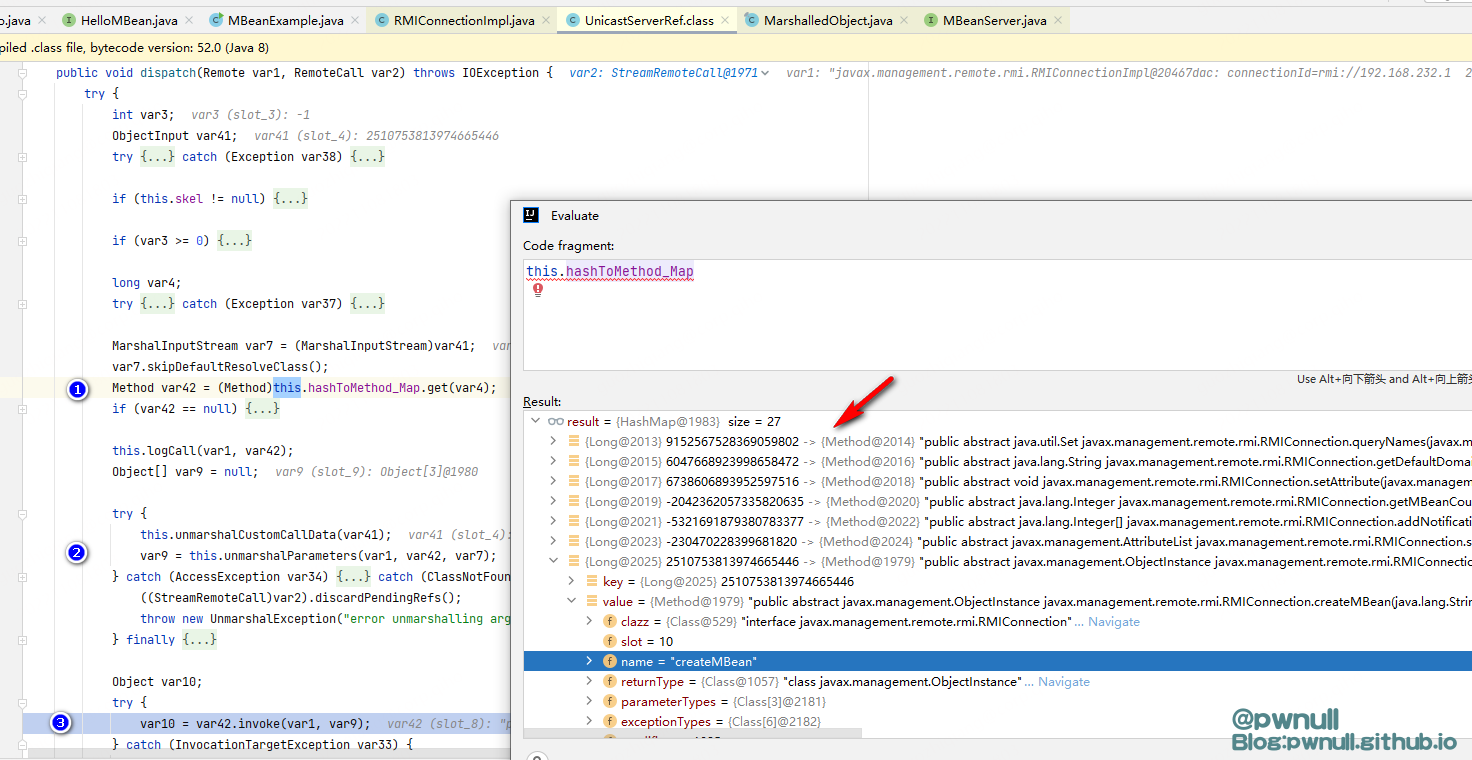 o.java HelloMBean.java MBeanExample.java RMIConnectionImpl.java UnicastServerRef.class MarshalledObject.java MBeanServer.java
piled .class file, bytecode version: 52.0 (Java 8)
public void dispatch(Remote var1, RemoteCall var2) throws IOException { var2: StreamRemoteCall@1971 var1: "javax.management.remote.rmi.RMIConnectionImpl@20467dac: connectionId=rmi://192.168.232.1 2
try {
int var3; var3 (slot_3): -1
ObjectInput var41; var41 (slot_4): 2510753813974665446
try {...} catch (Exception var38) {...}
if (this.skel != null) {...}
if (var3 >= 0) {...}
long var4;
try {...} catch (Exception var37) {...}
MarshalInputStream var7 = (MarshalInputStream)var41; var
var7.skipDefaultResolveClass();
1 Method var42 = (Method)this.hashToMethod_Map.get(var4);
if (var42 == null) {...}
this.logCall(var1, var42);
Object[] var9 = null; var9 (slot_9): Object[3]@1980
try {
this.unmarshalCustomCallData(var41); var41 (slot_4):
2 var9 = this.unmarshalParameters(var1, var42, var7);
} catch (AccessException var34) {...} catch (ClassNotFoun
((StreamRemoteCall)var2).discardPendingRefs();
throw new UnmarshalException("error unmarshalling arg
} finally {...}
Object var10;
try {
3 var10 = var42.invoke(var1, var9); var42 (slot_8): "p
} catch (InvocationTargetException var33) {
Evaluate
Code fragment:
this.hashToMethod_Map
Use Alt+向下箭头 and Alt+向上箭头
Result:
result = {HashMap@1983} size = 27
{Long@2013} 9152567528369059802 -> {Method@2014} "public abstract java.util.Set javax.management.remote.rmi.RMIConnection.queryNames(javax.m
{Long@2015} 6047668923998658472 -> {Method@2016} "public abstract java.lang.String javax.management.remote.rmi.RMIConnection.getDefaultDomai
{Long@2017} 6738606893952597516 -> {Method@2018} "public abstract void javax.management.remote.rmi.RMIConnection.setAttribute(javax.manageme
{Long@2019} -2042362057335820635 -> {Method@2020} "public abstract java.lang.Integer javax.management.remote.rmi.RMIConnection.getMBeanCou
{Long@2021} -5321691879380783377 -> {Method@2022} "public abstract java.lang.Integer[] javax.management.remote.rmi.RMIConnection.addNotificati
{Long@2023} -230470228399681820 -> {Method@2024} "public abstract javax.management.AttributeList javax.management.remote.rmi.RMIConnection.s
{Long@2025} 2510753813974665446 -> {Method@1979} "public abstract javax.management.ObjectInstance javax.management.remote.rmi.RMIConnectio
key = {Long@2025} 2510753813974665446
value = {Method@1979} "public abstract javax.management.ObjectInstance javax.management.remote.rmi.RMIConnection.createMBean(java.lang.Strin
clazz = {Class@529} "interface javax.management.remote.rmi.RMIConnection" ... Navigate
slot = 10
name = "createMBean"
returnType = {Class@1057} "class javax.management.ObjectInstance" ... Navigate
parameterTypes = {Class[3]@2181}
exceptionTypes = {Class[6]@2182}
@pwnull
Blog:pwnull.github.io